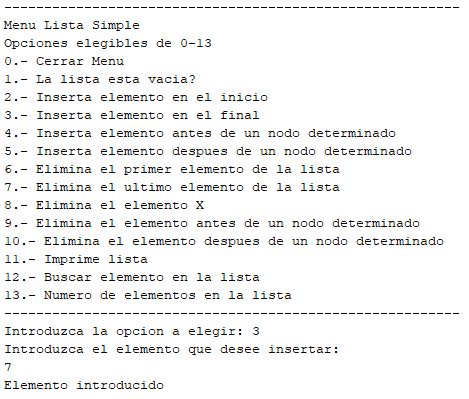 ----------------------------------------------------------
Menu Lista Simple
Opciones elegibles de 0-13
0.- Cerrar Menu
1.- La lista esta vacia?
2.- Inserta elemento en el inicio
3.- Inserta elemento en el final
4.- Inserta elemento antes de un nodo determinado
5.- Inserta elemento despues de un nodo determinado
6.- Elimina el primer elemento de la lista
7.- Elimina el ultimo elemento de la lista
8.- Elimina el elemento X
9.- Elimina el elemento antes de un nodo determinado
10.- Elimina el elemento despues de un nodo determinado
11.- Imprime lista
12.- Buscar elemento en la lista
13.- Numero de elementos en la lista
----------------------------------------------------------
Introduzca la opcion a elegir: 3
Introduzca el elemento que desee insertar:
7
Elemento introducido